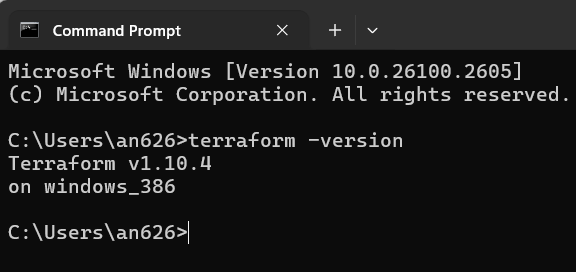 Command Prompt
Microsoft Windows [Version 10.0.26100.2605]
(c) Microsoft Corporation. All rights reserved.
C:\Users\an626>terraform -version
Terraform v1.10.4
on windows_386
C:\Users\an626>